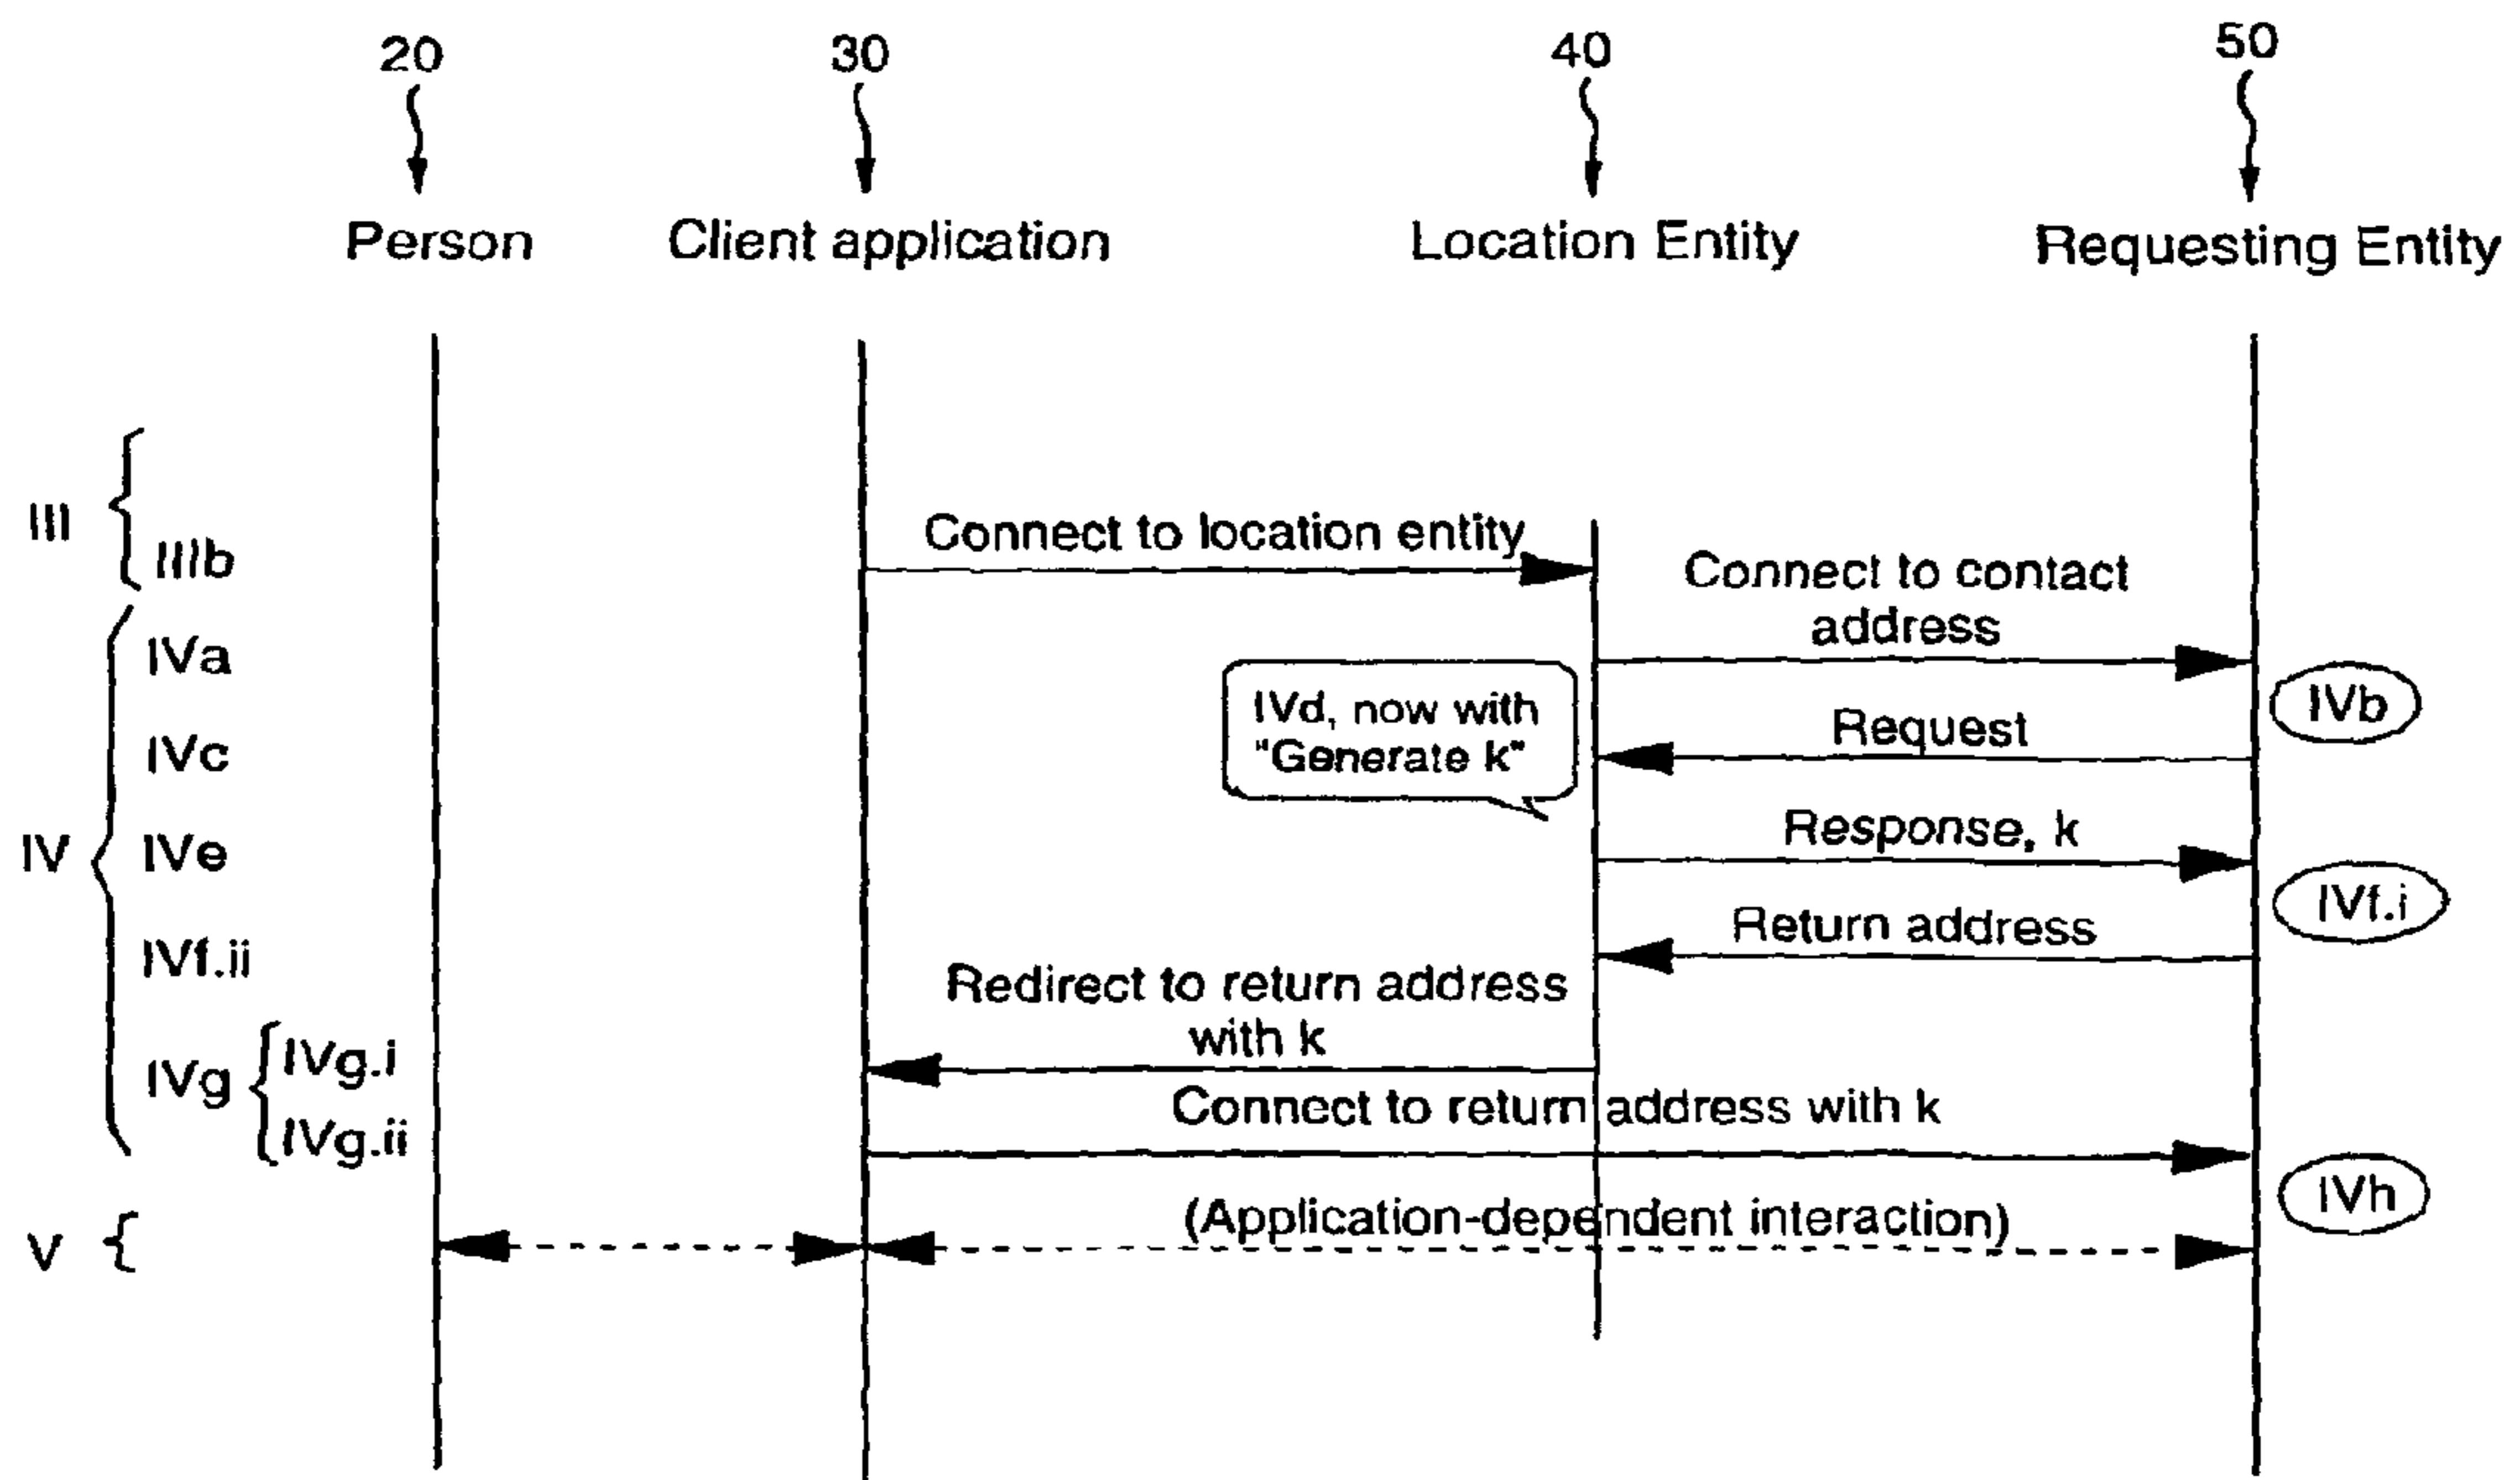 20
30
40
50
Person
Client application
Location Entity
Requesting Entity
III
IIIb
Connect to location entity
Connect to contact
address
IVa
IVd, now with
"Generate k"
IVb
Request
IVc
Response, k
IV
IVe
IVf.i
Return address
IVf.ii
Redirect to return address
with k
IVg
IVg.i
IVg.ii
Connect to return address with k
IVh
(Application-dependent interaction)
V